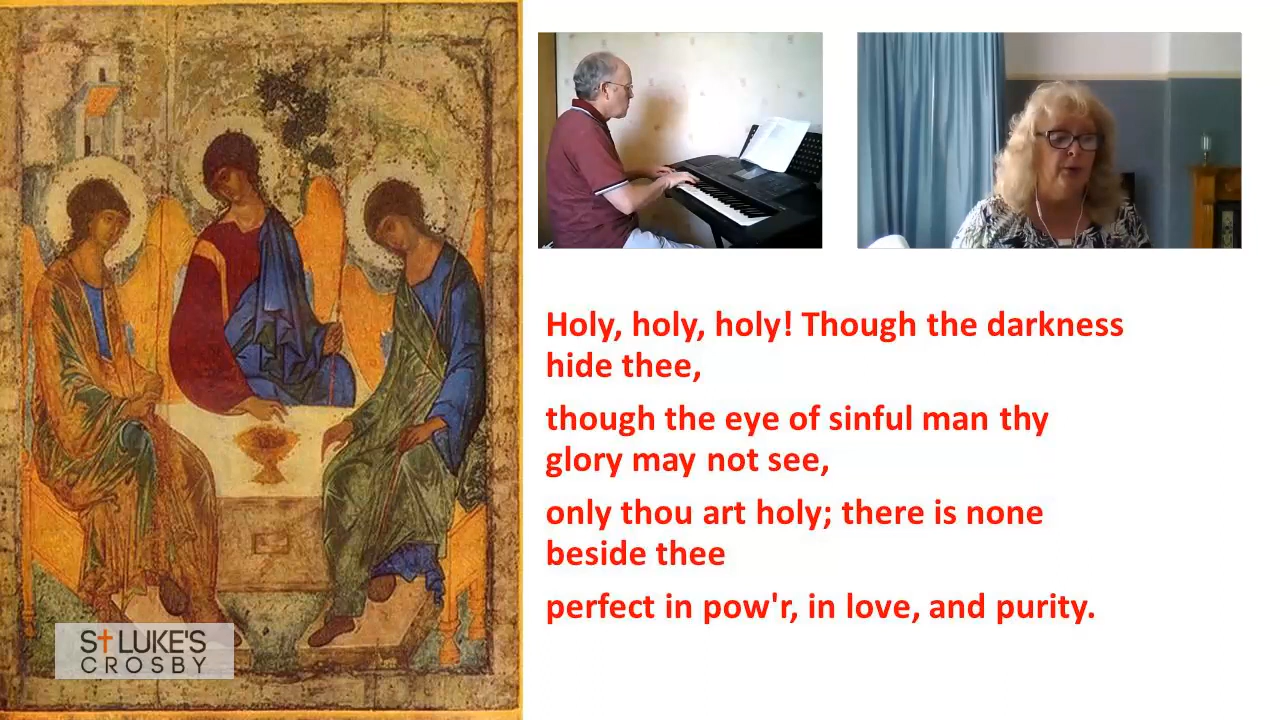 Holy, holy, holy! Though the darkness
hide thee,
though the eye of sinful man thy
glory may not see,
only thou art holy; there is none
beside thee
perfect in pow'r, in love, and purity.
ST LUKE'S
CROSBY